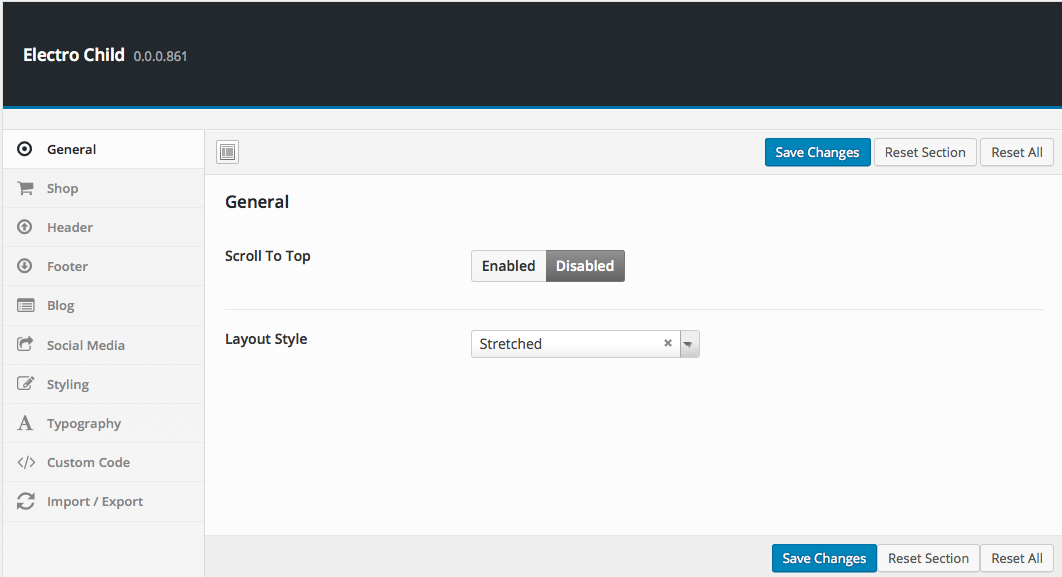 Electro Child 0.0.0.861
General
Shop
Header
Footer
Blog
Social Media
Styling
Typography
Custom Code
Import / Export
Save Changes Reset Section Reset All
General
Scroll To Top Enabled Disabled
Layout Style Stretched
Save Changes Reset Section Reset All